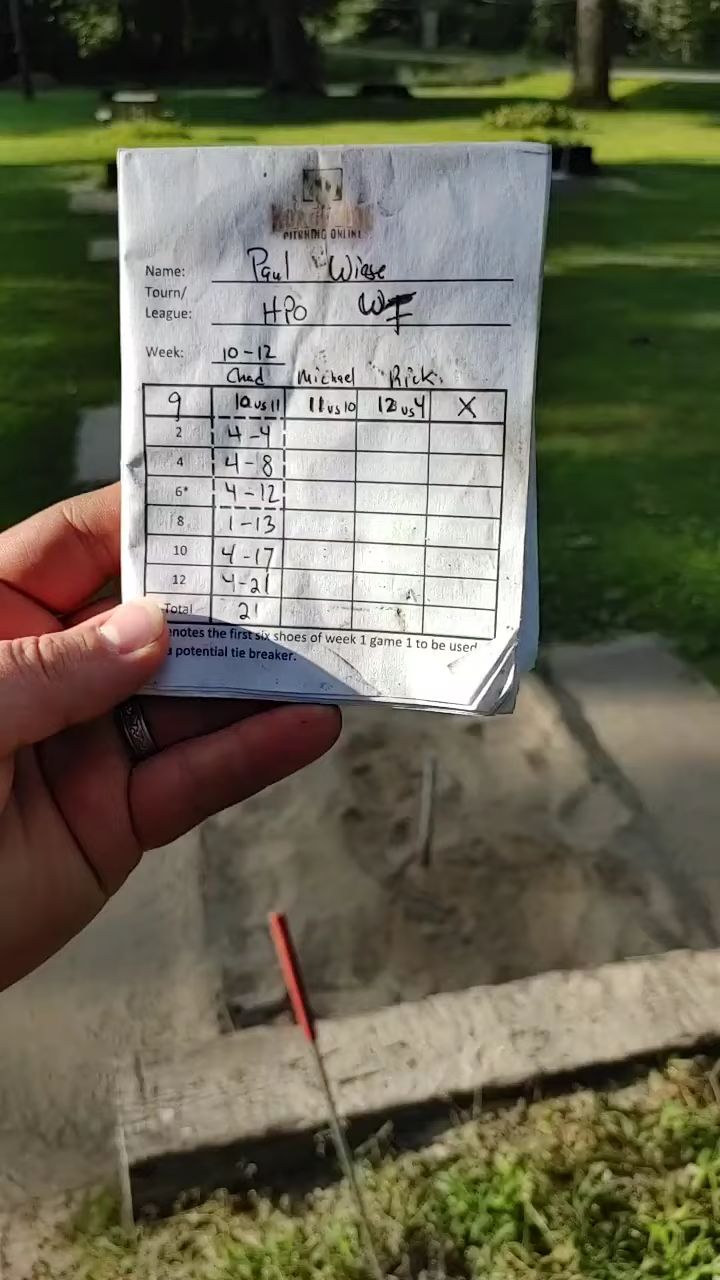 PITCHING ONLINE
Name: Paul Wiese
Tourn/
League: HPO
Week: 10-12
Chad Michael Rick
9 10 vs 11 11 vs 10 12 vs 4 X
2 4-4
4 4-8
6* 4-12
8 1-13
10 4-17
12 4-21
Total 21
enotes the first six shoes of week 1 game 1 to be used
a potential tie breaker.